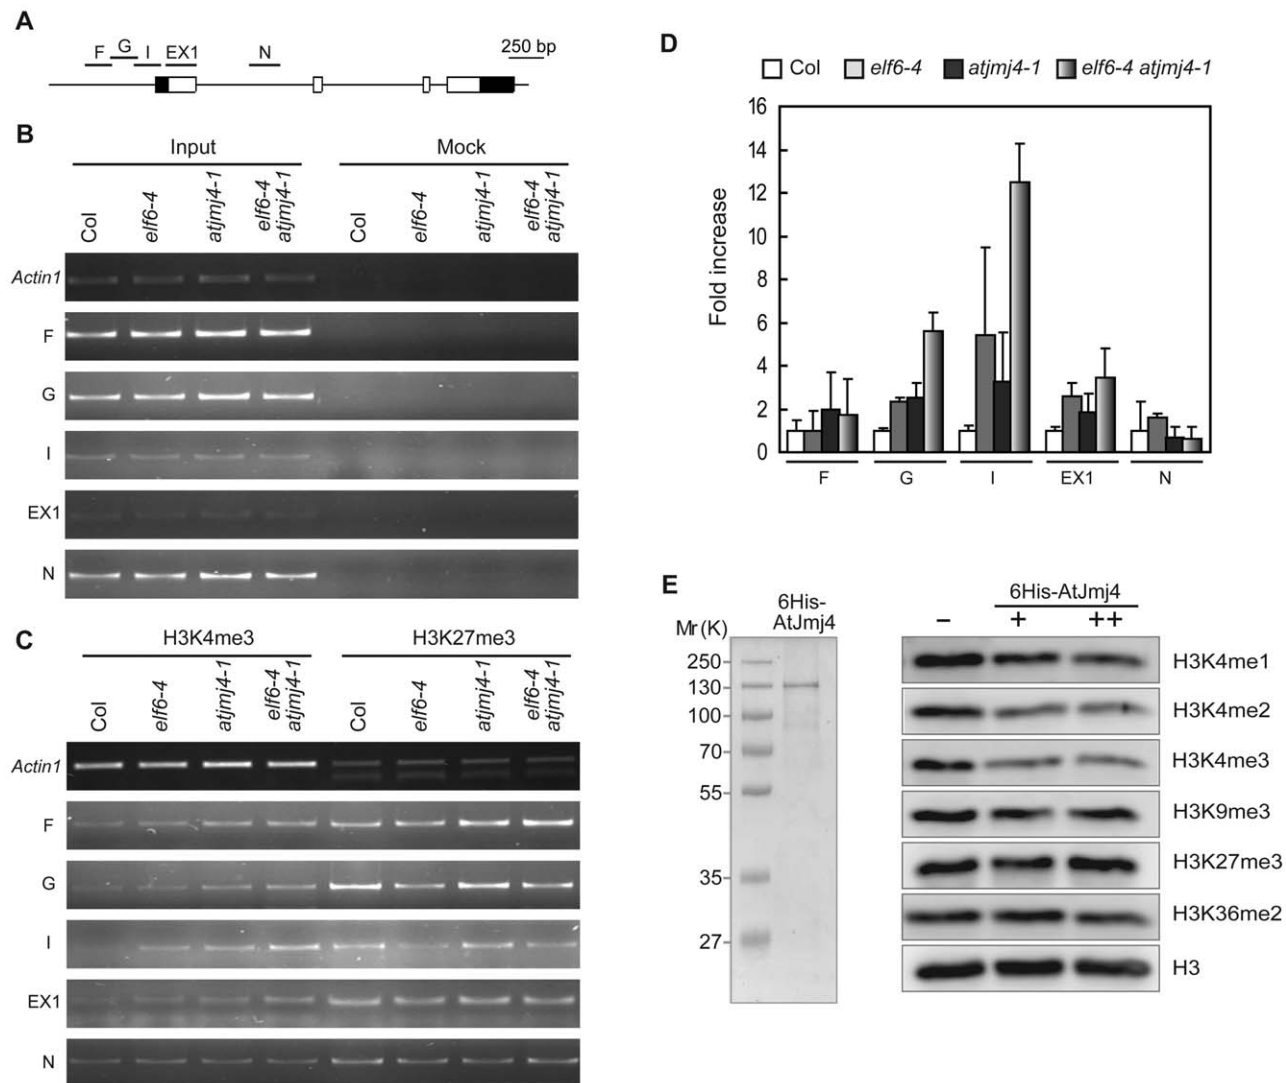 A
F G I EX1 N 250 bp
B
Input Mock
Col elf6-4 atjmj4-1 elf6-4 atjmj4-1 Col elf6-4 atjmj4-1 elf6-4 atjmj4-1
Actin1
F
G
I
EX1
N
C
H3K4me3 H3K27me3
Col elf6-4 atjmj4-1 elf6-4 atjmj4-1 Col elf6-4 atjmj4-1 elf6-4 atjmj4-1
Actin1
F
G
I
EX1
N
D
Col elf6-4 atjmj4-1 elf6-4 atjmj4-1
Fold increase
16
14
12
10
8
6
4
2
0
F G I EX1 N
E
6His-
AtJmj4
Mr (K)
250
130
100
70
55
35
27
6His-AtJmj4
– + ++
H3K4me1
H3K4me2
H3K4me3
H3K9me3
H3K27me3
H3K36me2
H3